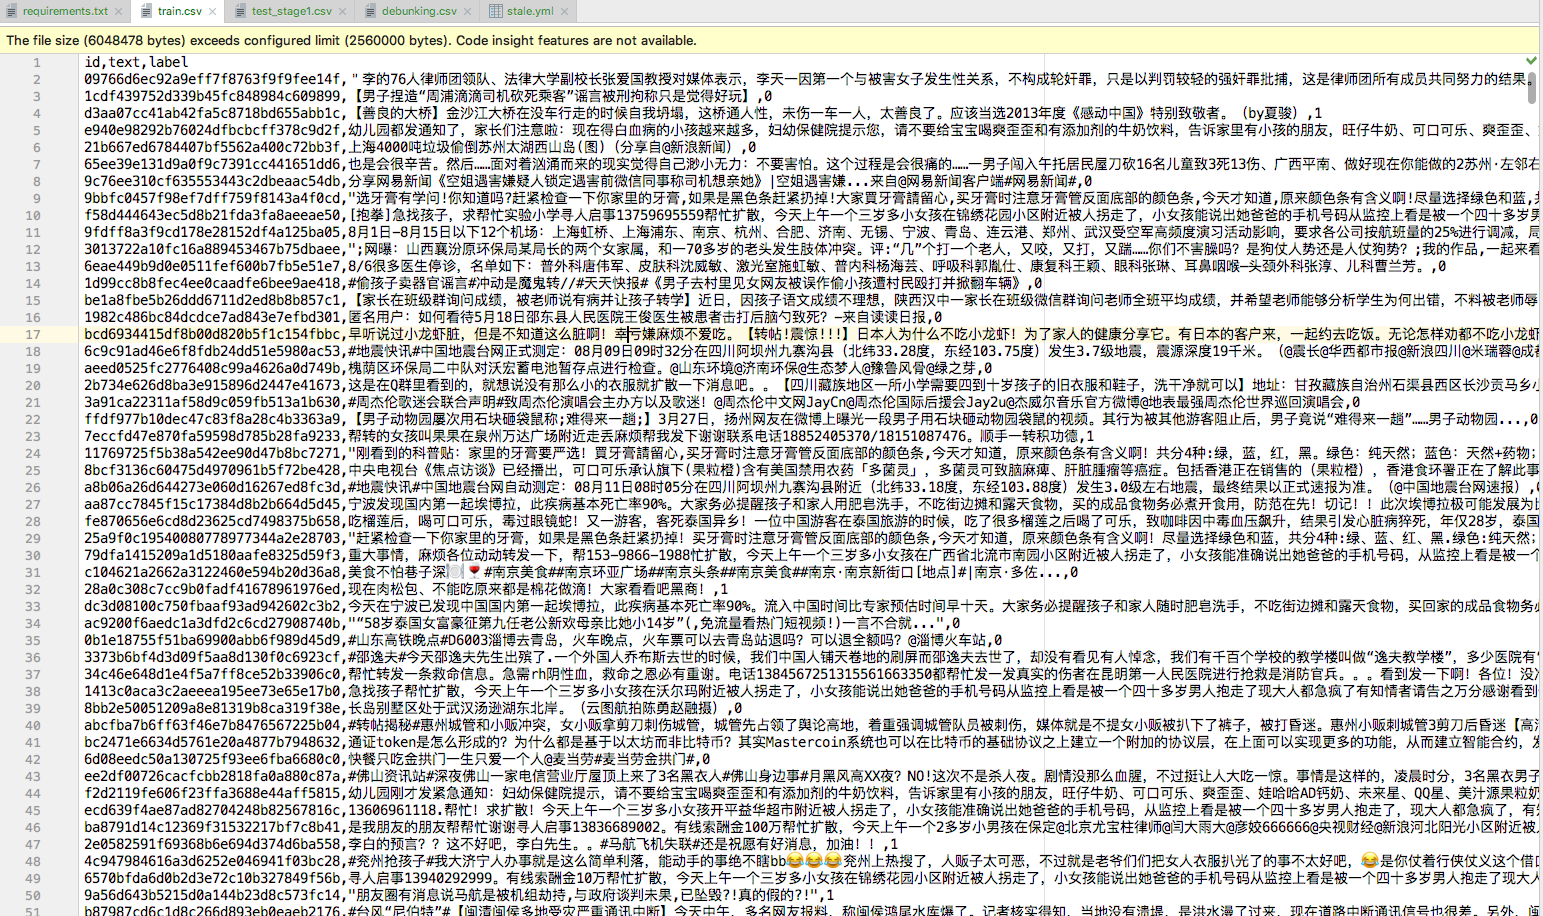 requirements.txt train.csv test_stage1.csv debunking.csv stale.yml
The file size (6048478 bytes) exceeds configured limit (2560000 bytes). Code insight features are not available.
1 id,text,label
2 09766d6ec92a9eff7f8763f9f9fee14f," 李的76人律师团领队、法律大学副校长张爱国教授对媒体表示，李天一因第一个与被害女子发生性关系，不构成轮奸罪，只是以判罚较轻的强奸罪批捕，这是律师团所有成员共同努力的结果。
3 1cdf439752d339b45fc848984c609899,【男子捏造“周浦滴滴司机砍死乘客”谣言被刑拘称只是觉得好玩】,0
4 d3aa07cc41ab42fa5c8718bd655abb1c,【善良的大桥】金沙江大桥在没车行走的时候自我坍塌，这桥通人性，未伤一车一人，太善良了。应该当选2013年度《感动中国》特别致敬者。（by夏骏）,1
5 e940e98292b76024dfbcbcff378c9d2f,幼儿园都发通知了，家长们注意啦：现在得白血病的小孩越来越多，妇幼保健院提示您，请不要给宝宝喝爽歪歪和有添加剂的牛奶饮料，告诉家里有小孩的朋友，旺仔牛奶、可口可乐、爽歪歪、
6 21b667ed6784407bf5562a400c72bb3f,上海4000吨垃圾偷倒苏州太湖西山岛(图)（分享自@新浪新闻）,0
7 65ee39e131d9a0f9c7391cc441651dd6,也是会很辛苦。然后……面对着汹涌而来的现实觉得自己渺小无力：不要害怕。这个过程是会很痛的……一男子闯入午托居民屋刀砍16名儿童致3死13伤、广西平南、做好现在你能做的2苏州·左邻右
8 9c76ee310cf635553443c2dbeaac54db,分享网易新闻《空姐遇害嫌疑人锁定遇害前微信同事称司机想亲她》|空姐遇害嫌...来自@网易新闻客户端#网易新闻#,0
9 9bbfc0457f98ef7dff759f8143a4f0cd,"选牙膏有学问!你知道吗?赶紧检查一下你家里的牙膏,如果是黑色条赶紧扔掉!大家買牙膏請留心,买牙膏时注意牙膏管反面底部的颜色条,今天才知道,原来颜色条有含义啊!尽量选择绿色和蓝,共
10 f58d444643ec5d8b21fda3fa8aeeae50,[抱拳]急找孩子，求帮忙实验小学寻人启事13759695559帮忙扩散，今天上午一个三岁多小女孩在锦绣花园小区附近被人拐走了，小女孩能说出她爸爸的手机号码从监控上看是被一个四十多岁男
11 9fdff8a3f9cd178e28152df4a125ba05,8月1日-8月15日以下12个机场：上海虹桥、上海浦东、南京、杭州、合肥、济南、无锡、宁波、青岛、连云港、郑州、武汉受空军高频度演习活动影响，要求各公司按航班量的25%进行调减，局
12 3013722a10fc16a889453467b75dbaee,";网曝：山西襄汾原环保局某局长的两个女家属，和一70多岁的老头发生肢体冲突。评:“几”个打一个老人，又咬，又打，又踹……你们不害臊吗？是狗仗人势还是人仗狗势？;我的作品,一起来看
13 6eae449b9d0e0511fef600b7fb5e51e7,8/6很多医生停诊，名单如下：普外科唐伟军、皮肤科沈威敏、激光室施虹敏、普内科杨海芸、呼吸科郭胤仕、康复科王颖、眼科张琳、耳鼻咽喉—头颈外科张淳、儿科曹兰芳。,0
14 1d99cc8b8fec4ee0caadfe6bee9ae418,#偷孩子卖器官谣言#冲动是魔鬼转//#天天快报#《男子去村里见女网友被误作偷小孩遭村民殴打并掀翻车辆》,0
15 be1a8fbe5b26ddd6711d2ed8b8b857c1,【家长在班级群询问成绩，被老师说有病并让孩子转学】近日，因孩子语文成绩不理想，陕西汉中一家长在班级微信群询问老师全班平均成绩，并希望老师能够分析学生为何出错，不料被老师辱
16 1982c486bc84dcdce7ad843e7efbd301,匿名用户：如何看待5月18日邵东县人民医院王俊医生被患者击打后脑勺致死？—来自读读日报,0
17 bcd6934415df8b00d820b5f1c154fbbc,早听说过小龙虾脏，但是不知道这么脏啊！幸亏嫌麻烦不爱吃。【转帖!震惊!!!】日本人为什么不吃小龙虾！为了家人的健康分享它。有日本的客户来，一起约去吃饭。无论怎样劝都不吃小龙虾
18 6c9c91ad46e6f8fdb24dd51e5980ac53,#地震快讯#中国地震台网正式测定：08月09日09时32分在四川阿坝州九寨沟县（北纬33.28度，东经103.75度）发生3.7级地震，震源深度19千米。（@震长@华西都市报@新浪四川@米瑞蓉@成都
19 aeed0525fc2776408c99a4626a0d749b,槐荫区环保局二中队对沃宏蓄电池暂存点进行检查。@山东环境@济南环保@生态梦人@豫鲁风骨@绿之芽,0
20 2b734e626d8ba3e915896d2447e41673,这是在Q群里看到的，就想说没有那么小的衣服就扩散一下消息吧。。【四川藏族地区一所小学需要四到十岁孩子的旧衣服和鞋子，洗干净就可以】地址：甘孜藏族自治州石渠县西区长沙贡马乡小
21 3a91ca22311af58d9c059fb513a1b630,#周杰伦歌迷会联合声明#致周杰伦演唱会主办方以及歌迷！@周杰伦中文网JayCn@周杰伦国际后援会Jay2u@杰威尔音乐官方微博@地表最强周杰伦世界巡回演唱会,0
22 ffdf977b10dec47c83f8a28c4b3363a9,【男子动物园屡次用石块砸袋鼠称;难得来一趟;】3月27日，扬州网友在微博上曝光一段男子用石块砸动物园袋鼠的视频。其行为被其他游客阻止后，男子竟说“难得来一趟”……男子动物园...,0
23 7eccfd47e870fa59598d785b28fa9233,帮转的女孩叫果果在泉州万达广场附近走丢麻烦帮我发下谢谢联系电话18852405370/18151087476。顺手一转积功德,1
24 11769725f5b38a542ee90d47b8bc7271,"刚看到的科普贴：家里的牙膏要严选！買牙膏時請留心,买牙膏时注意牙膏管反面底部的颜色条,今天才知道，原来颜色条有含义啊！共分4种:绿, 蓝, 红, 黑。绿色：纯天然; 蓝色：天然+药物;
25 8bcf3136c60475d4970961b5f72be428,中央电视台《焦点访谈》已经播出，可口可乐承认旗下(果粒橙)含有美国禁用农药「多菌灵」，多菌灵可致脑麻痺、肝脏腫瘤等癌症。包括香港正在销售的（果粒橙），香港食环署正在了解此事
26 a8b06a26d644273e060d16267ed8fc3d,#地震快讯#中国地震台网自动测定：08月11日08时05分在四川阿坝州九寨沟县附近（北纬33.18度，东经103.88度）发生3.0级左右地震，最终结果以正式速报为准。（@中国地震台网速报）,0
27 aa87cc7845f15c17384d8b2b664d5d45,宁波发现国内第一起埃博拉，此疾病基本死亡率90%。大家务必提醒孩子和家人用肥皂洗手，不吃街边摊和露天食物，买的成品食物务必煮开食用，防范在先！切记！！此次埃博拉极可能发展为比
28 fe870656e6cd8d23625cd7498375b658,吃榴莲后，喝可口可乐，毒过眼镜蛇！又一游客，客死泰国异乡！一位中国游客在泰国旅游的时候，吃了很多榴莲之后喝了可乐，致咖啡因中毒血压飙升，结果引发心脏病猝死，年仅28岁，泰国
29 25a9f0c19540080778977344a2e28703,"赶紧检查一下你家里的牙膏，如果是黑色条赶紧扔掉！买牙膏时注意牙膏管反面底部的颜色条,今天才知道，原来颜色条有含义啊！尽量选择绿色和蓝，共分4种:绿、蓝、红、黑.绿色:纯天然;
30 79dfa1415209a1d5180aafe8325d59f3,重大事情，麻烦各位动动转发一下，帮153-9866-1988忙扩散，今天上午一个三岁多小女孩在广西省北流市南园小区附近被人拐走了，小女孩能准确说出她爸爸的手机号码，从监控上看是被一个
31 c104621a2662a3122460e594b20d36a8,美食不怕巷子深🍽️🍷#南京美食##南京环亚广场##南京头条##南京美食##南京·南京新街口[地点]#|南京·多佐...,0
32 28a0c308c7cc9b0fadf41678961976ed,现在肉松包、不能吃原来都是棉花做滴！大家看看吧黑商！,1
33 dc3d08100c750fbaaf93ad942602c3b2,今天在宁波已发现中国国内第一起埃博拉，此疾病基本死亡率90%。流入中国时间比专家预估时间早十天。大家务必提醒孩子和家人随时肥皂洗手，不吃街边摊和露天食物，买回家的成品食物务必
34 ac9200f6aedc1a3dfd2c6cd27908740b,"“58岁泰国女富豪征第九任老公新欢母亲比她小14岁”(,免流量看热门短视频!)一言不合就...",0
35 0b1e18755f51ba69900abb6f989d45d9,#山东高铁晚点#D6003淄博去青岛，火车晚点，火车票可以去青岛站退吗？可以退全额吗？@淄博火车站,0
36 3373b6bf4d3d09f5aa8d130f0c6923cf,#邵逸夫#今天邵逸夫先生出殡了.一个外国人乔布斯去世的时候，我们中国人铺天卷地的刷屏而邵逸夫去世了，却没有看见有人悼念，我们有千百个学校的教学楼叫做“逸夫教学楼”，多少医院有
37 34c46e648d1e4f5a7ff8ce52b33906c0,帮忙转发一条救命信息。急需rh阴性血，救命之恩必有重谢。电话13845672513155616633​50都帮忙发一发真实的伤者在昆明第一人民医院进行抢救是消防官兵。。。看到发一下啊！各位！没
38 1413c0aca3c2aeeea195ee73e65e17b0,急找孩子帮忙扩散，今天上午一个三岁多小女孩在沃尔玛附近被人拐走了，小女孩能说出她爸爸的手机号码从监控上看是被一个四十多岁男人抱走了现大人都急疯了有知情者请告之万分感谢看到
39 8bb2e50051209a8e81319b8ca319f38e,长岛别墅区处于武汉汤逊湖东北岸。（云图航拍陈勇赵融摄）,0
40 abcfba7b6ff63f46e7b8476567225b04,#转帖揭秘#惠州城管和小贩冲突，女小贩拿剪刀刺伤城管，城管先占领了舆论高地，着重强调城管队员被刺伤，媒体就是不提女小贩被扒下了裤子，被打昏迷。惠州小贩刺城管3剪刀后昏迷【高清
41 bc2471e6634d5761e20a4877b7948632,通证token是怎么形成的？为什么都是基于以太坊而非比特币？其实Mastercoin系统也可以在比特币的基础协议之上建立一个附加的协议层，在上面可以实现更多的功能，从而建立智能合约，发
42 6d08eedc50a130725f93ee6fba6680c0,快餐只吃金拱门一生只爱一个人@麦当劳#麦当劳金拱门#,0
43 ee2df00726cacfcbb2818fa0a880c87a,#佛山资讯站#深夜佛山一家电信营业厅屋顶上来了3名黑衣人#佛山身边事#月黑风高XX夜？NO!这次不是杀人夜。剧情没那么血腥，不过挺让人大吃一惊。事情是这样的，凌晨时分，3名黑衣男子
44 f2d2119fe606f23ffa3688e44aff5815,幼儿园刚才发紧急通知：妇幼保健院提示您，请不要给宝宝喝爽歪歪和有添加剂的牛奶饮料，告诉家里有小孩的朋友，旺仔牛奶、可口可乐、爽歪歪、娃哈哈AD钙奶、未来星、QQ星、美汁源果粒奶
45 ecd639f4ae87ad82704248b82567816c,13606961118.帮忙！求扩散！今天上午一个三岁多小女孩开平益华超市附近被人拐走了，小女孩能准确说出她爸爸的手机号码，从监控上看是被一个四十多岁男人抱走了，现大人都急疯了，有知
46 ba8791d14c12369f31532217bf7c8b41,是我朋友的朋友帮帮忙谢谢寻人启事13836689002。有线索酬金100万帮忙扩散，今天上午一个2多岁小男孩在保定@北京尤宝柱律师@闫大雨大@彦姣666666@央视财经@新浪河北阳光小区附近被人
47 2e0582591f69368b6e694d374d6ba558,李白的预言？？这不好吧，李白先生。。#马航飞机失联#还是祝愿有好消息，加油！！,1
48 4c947984616a3d6252e046941f03bc28,#兖州抢孩子#我大济宁人办事就是这么简单利落，能动手的事绝不瞎bb😂😂😂兖州上热搜了，人贩子太可恶，不过就是老爷们们把女人衣服扒光了的事不太好吧，😂是你仗着行侠仗义这个借口
49 6570bfda6d0b2d3e72c10b327849f56b,寻人启事13940292999。有线索酬金10万帮忙扩散，今天上午一个三岁多小女孩在锦绣花园小区附近被人拐走了，小女孩能说出她爸爸的手机号码从监控上看是被一个四十多岁男人抱走了现大人
50 9a56d643b5215d0a144b23d8c573fc14,"朋友圈有消息说马航是被机组劫持,与政府谈判未果,已坠毁?!真的假的?!",1
51 b87987cd6c1d8c266d893eb0eaeb2176,#台风“尼伯特”#【闽清闽侯多地受灾严重通讯中断】今天中午，多名网友报料，称闽侯鸿尾水库爆了。记者核实得知，当地没有溃堤，是洪水漫了过来，现在道路中断通讯信号也很差。另外，闽